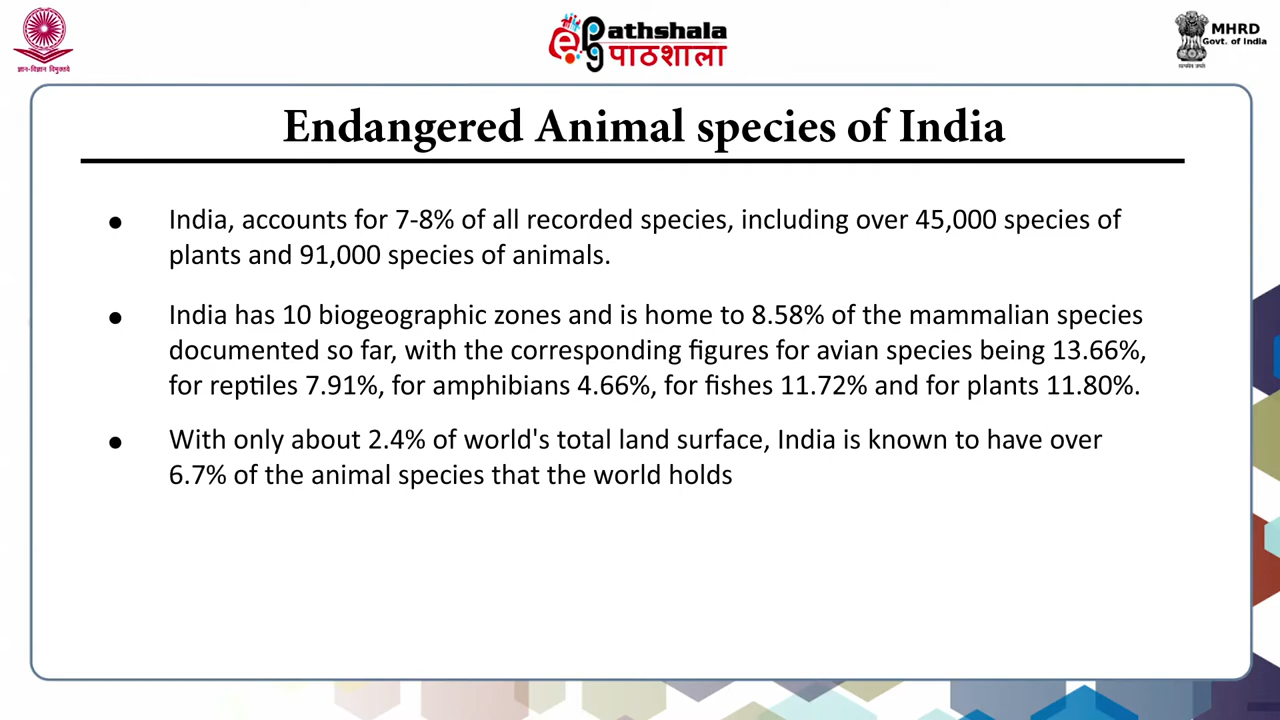 ज्ञान-विज्ञान विमुक्तये
ePathshala
पाठशाला
MHRD
Govt. of India
सत्यमेव जयते
Endangered Animal species of India
● India, accounts for 7-8% of all recorded species, including over 45,000 species of
plants and 91,000 species of animals.
● India has 10 biogeographic zones and is home to 8.58% of the mammalian species
documented so far, with the corresponding figures for avian species being 13.66%,
for reptiles 7.91%, for amphibians 4.66%, for fishes 11.72% and for plants 11.80%.
● With only about 2.4% of world's total land surface, India is known to have over
6.7% of the animal species that the world holds